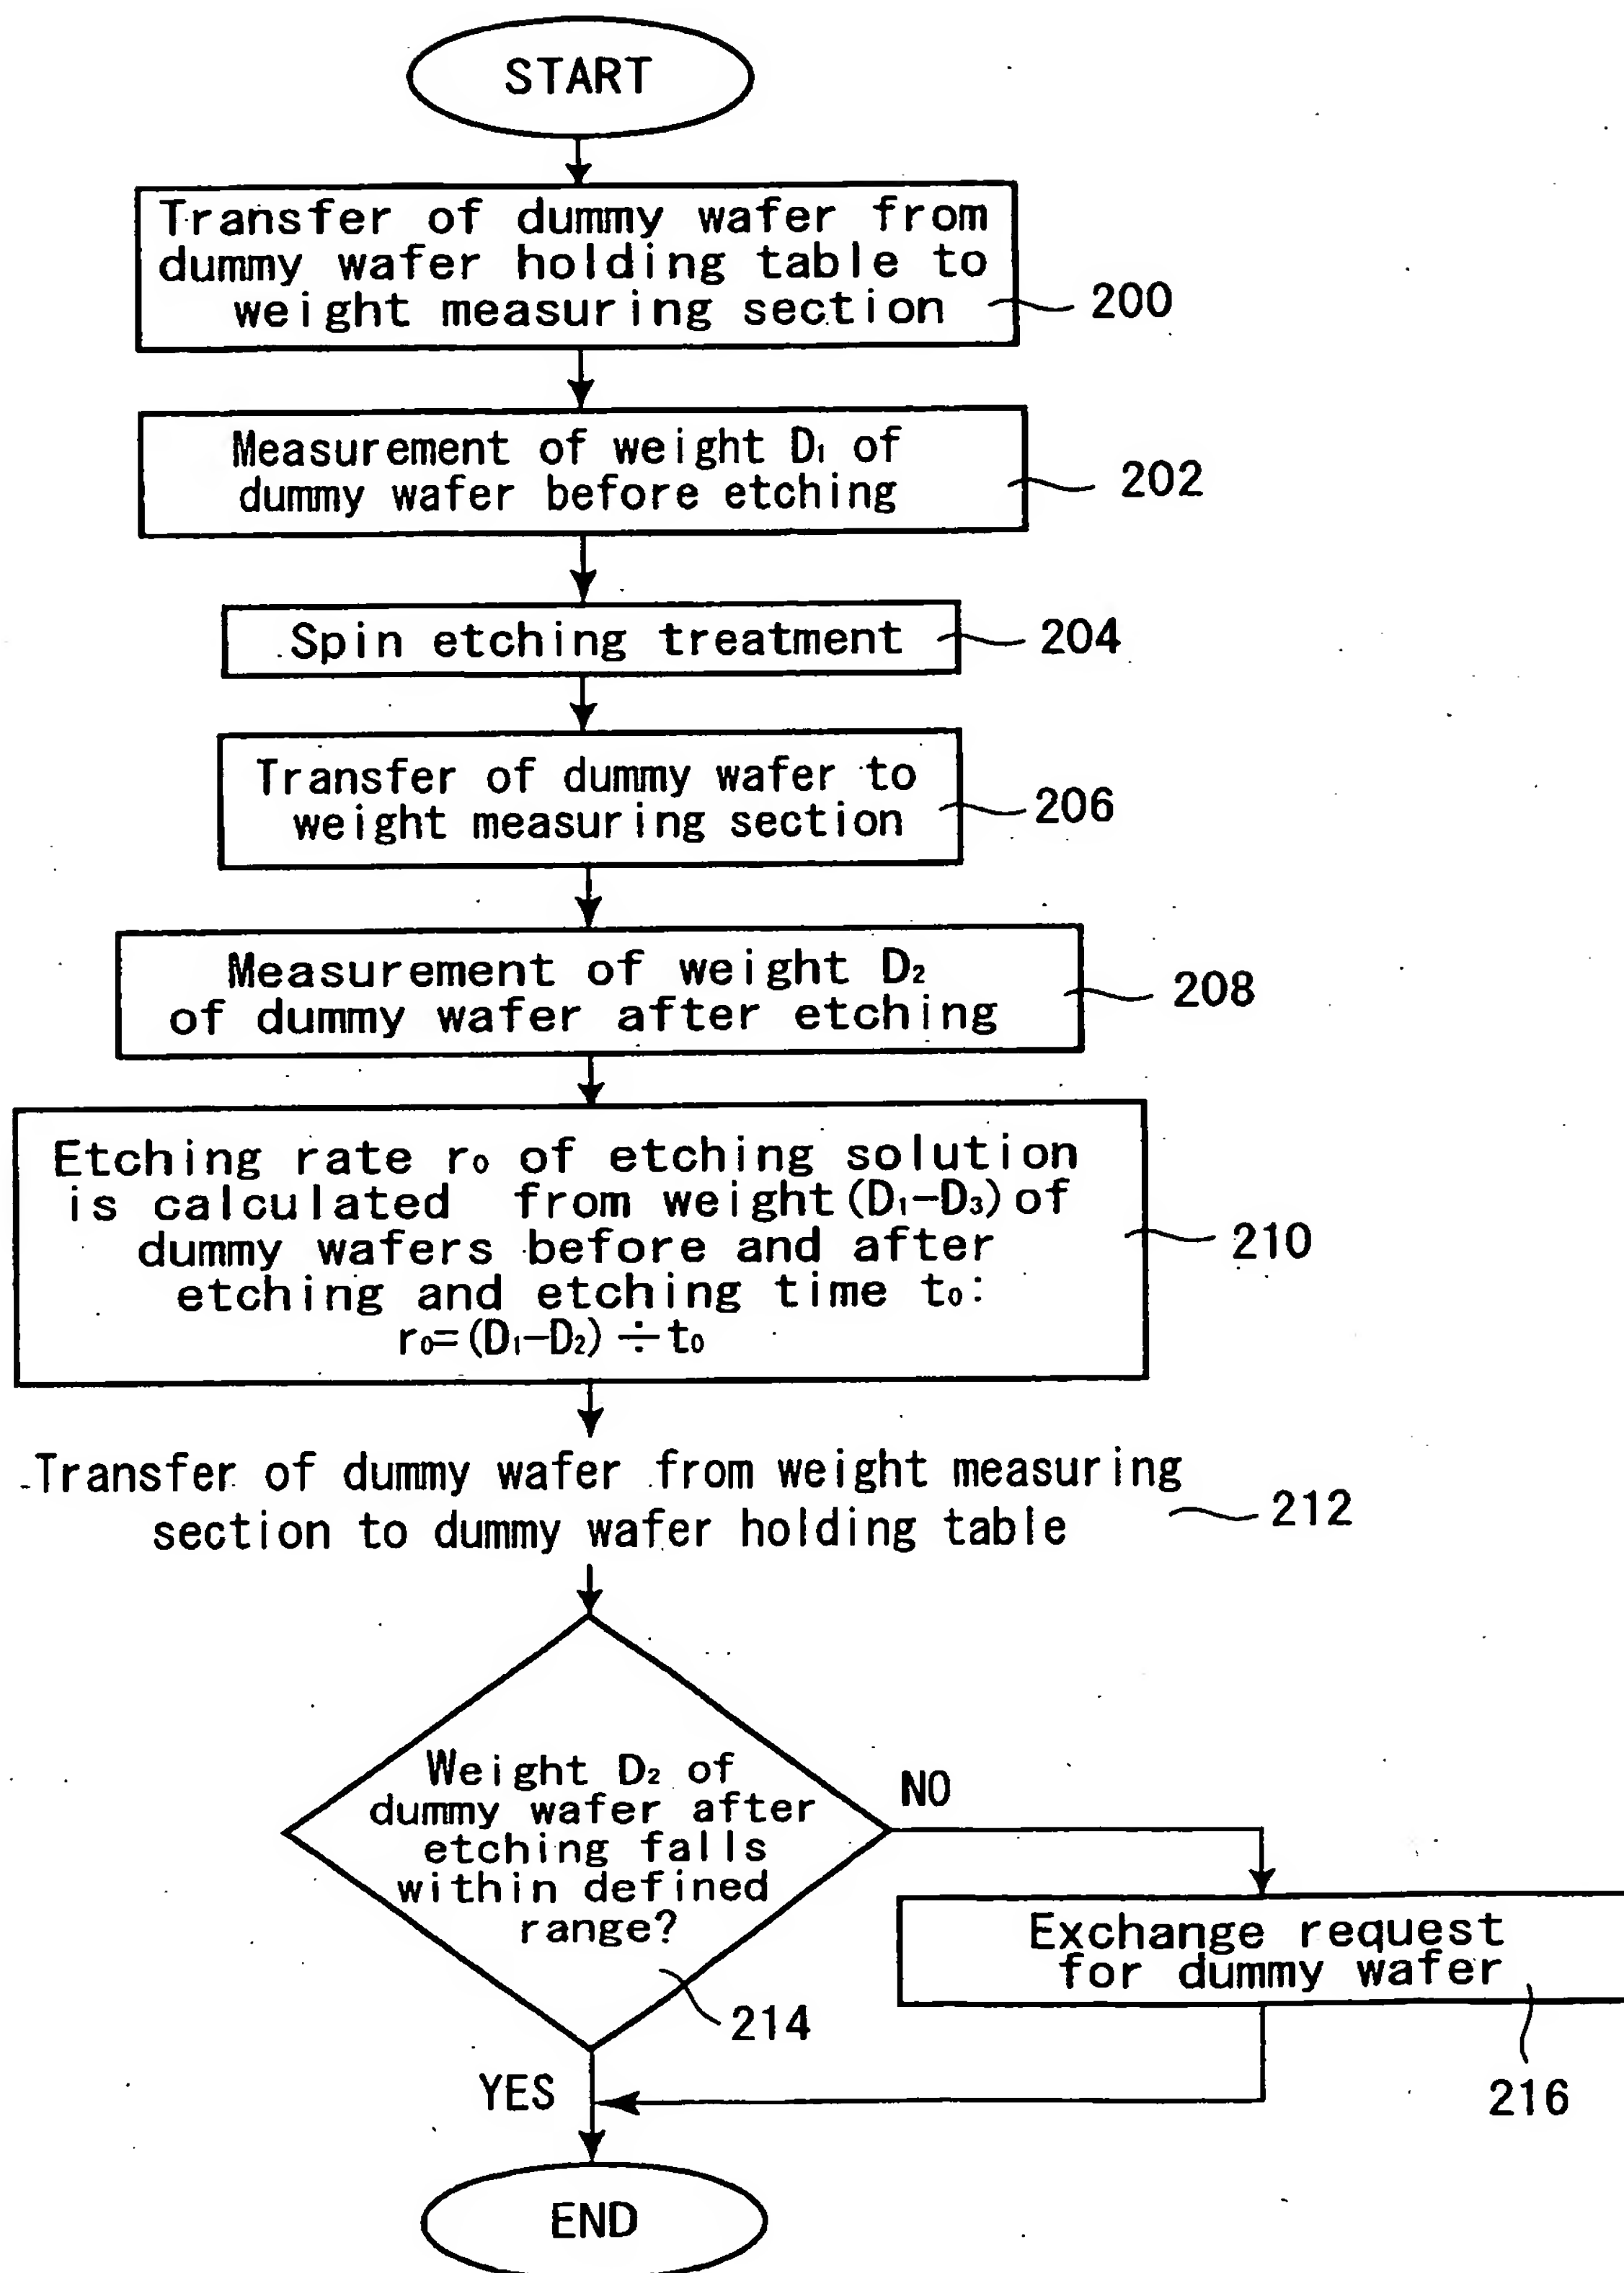 START
Transfer of dummy wafer from
dummy wafer holding table to
weight measuring section
200
Measurement of weight D₁ of
dummy wafer before etching
202
Spin etching treatment
204
Transfer of dummy wafer to
weight measuring section
206
Measurement of weight D₂
of dummy wafer after etching
208
Etching rate r₀ of etching solution
is calculated from weight (D₁-D₃) of
dummy wafers before and after
etching and etching time t₀:
r₀=(D₁-D₂)÷t₀
210
Transfer of dummy wafer from weight measuring
section to dummy wafer holding table
212
Weight D₂ of
dummy wafer after
etching falls
within defined
range?
214
NO
Exchange request
for dummy wafer
216
YES
END